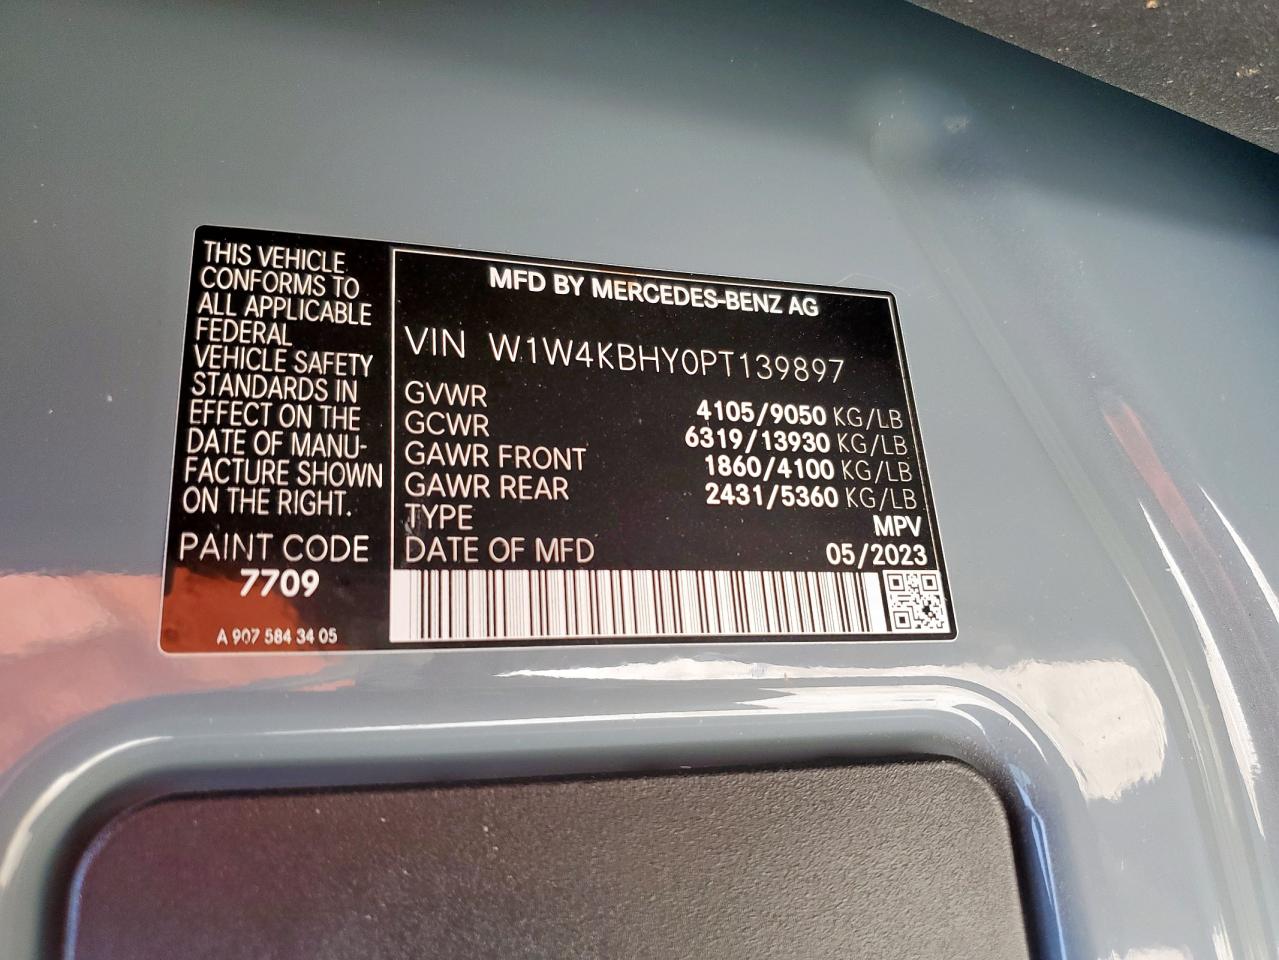 THIS VEHICLE
CONFORMS TO
ALL APPLICABLE
FEDERAL
VEHICLE SAFETY
STANDARDS IN
EFFECT ON THE
DATE OF MANU-
FACTURE SHOWN
ON THE RIGHT.
PAINT CODE
7709
A 907 584 34 05
MFD BY MERCEDES-BENZ AG
VIN W1W4KBHY0PT139897
GVWR 4105/9050 KG/LB
GCWR 6319/13930 KG/LB
GAWR FRONT 1860/4100 KG/LB
GAWR REAR 2431/5360 KG/LB
TYPE MPV
DATE OF MFD 05/2023